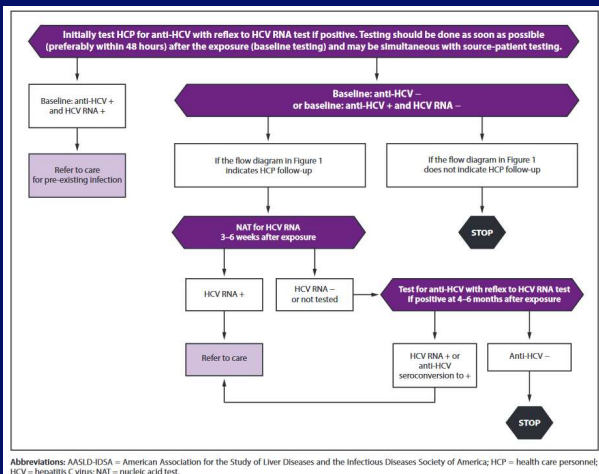 Initially test HCP for anti-HCV with reflex to HCV RNA test if positive. Testing should be done as soon as possible
(preferably within 48 hours) after the exposure (baseline testing) and may be simultaneous with source-patient testing.
Baseline: anti-HCV +
and HCV RNA +
Baseline: anti-HCV –
or baseline: anti-HCV + and HCV RNA –
Refer to care
for pre-existing infection
If the flow diagram in Figure 1
indicates HCP follow-up
If the flow diagram in Figure 1
does not indicate HCP follow-up
NAT for HCV RNA
3–6 weeks after exposure
STOP
HCV RNA +
HCV RNA –
or not tested
Test for anti-HCV with reflex to HCV RNA test
if positive at 4–6 months after exposure
Refer to care
HCV RNA + or
anti-HCV
seroconversion to +
Anti-HCV –
STOP
Abbreviations: AASLD-IDSA = American Association for the Study of Liver Diseases and the Infectious Diseases Society of America; HCP = health care personnel;
HCV = hepatitis C virus; NAT = nucleic acid test.